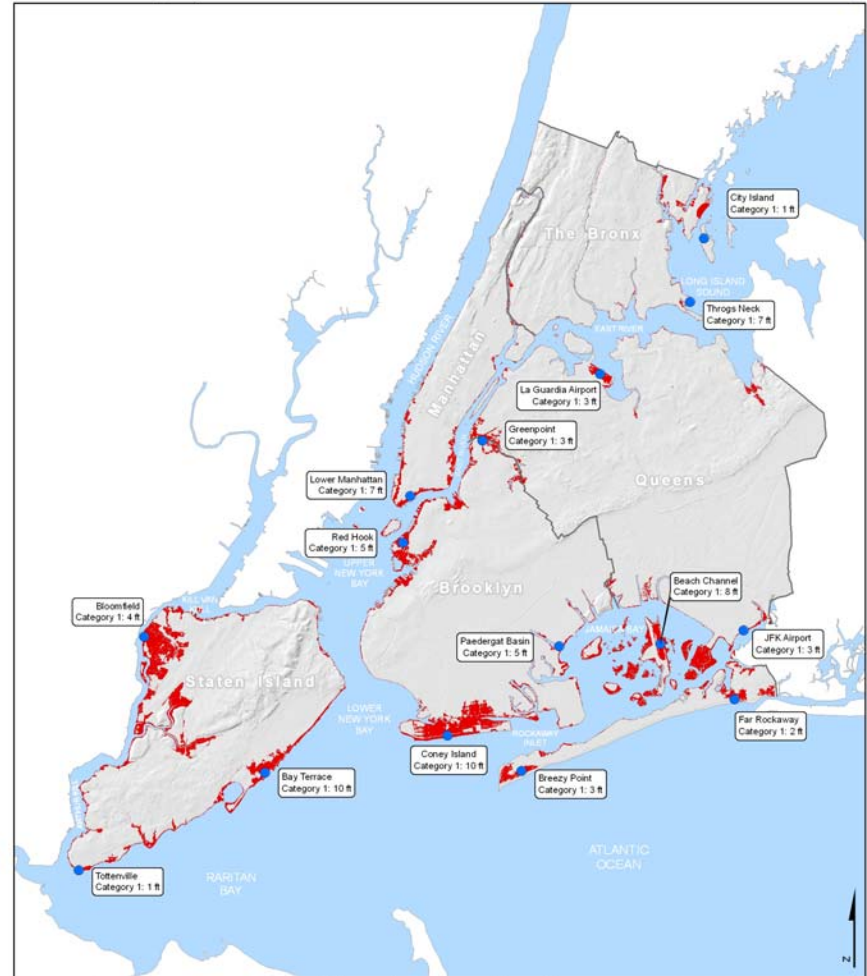 City Island
Category 1: 1 ft
The Bronx
LONG ISLAND
SOUND
Throgs Neck
Category 1: 7 ft
EAST RIVER
HUDSON RIVER
Manhattan
La Guardia Airport
Category 1: 3 ft
Greenpoint
Category 1: 3 ft
Queens
Lower Manhattan
Category 1: 7 ft
Red Hook
Category 1: 5 ft
UPPER
NEW YORK
BAY
Brooklyn
Beach Channel
Category 1: 8 ft
Bloomfield
Category 1: 4 ft
KILL VAN
JAMAICA BAY
Paedergat Basin
Category 1: 5 ft
JFK Airport
Category 1: 3 ft
Staten Island
LOWER
NEW YORK
BAY
Far Rockaway
Category 1: 2 ft
ROCKAWAY
INLET
Coney Island
Category 1: 10 ft
Bay Terrace
Category 1: 10 ft
Breezy Point
Category 1: 3 ft
ATLANTIC
OCEAN
Tottenville
Category 1: 1 ft
RARITAN
BAY
N